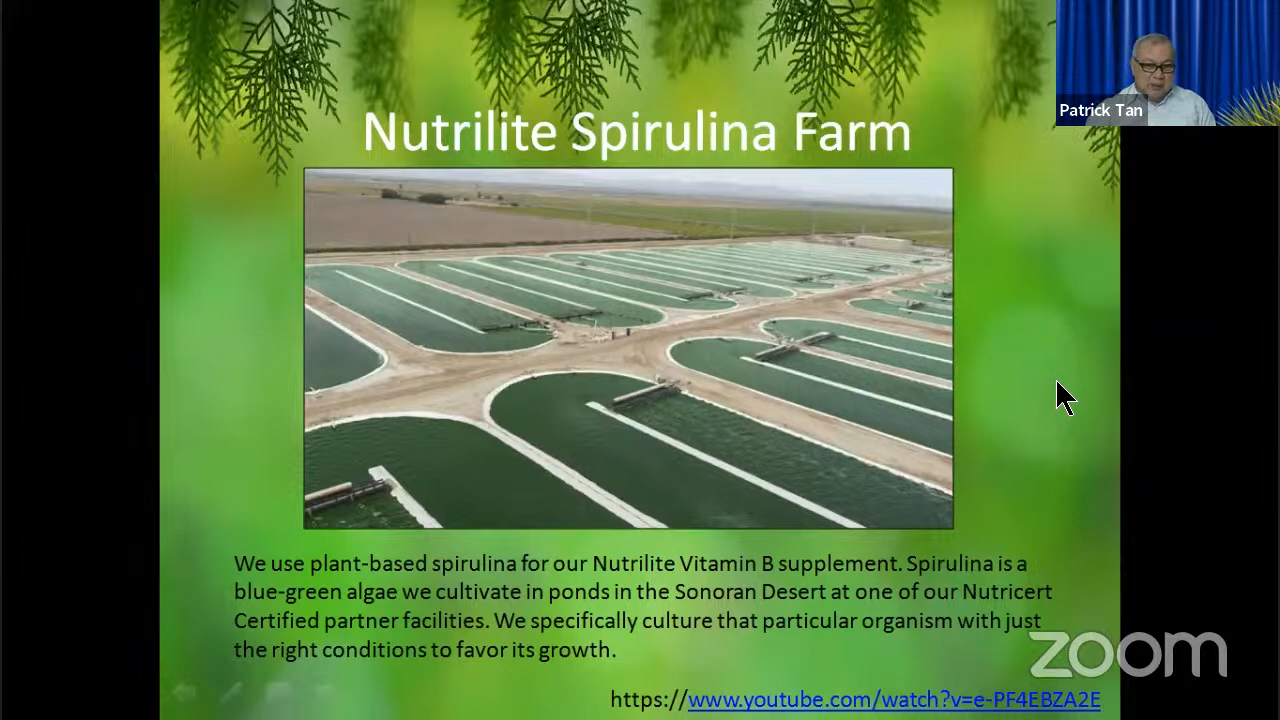 Patrick Tan
Nutrilite Spirulina Farm
We use plant-based spirulina for our Nutrilite Vitamin B supplement. Spirulina is a
blue-green algae we cultivate in ponds in the Sonoran Desert at one of our Nutricert
Certified partner facilities. We specifically culture that particular organism with just
the right conditions to favor its growth.
zoom
https://www.youtube.com/watch?v=e-PF4EBZA2E